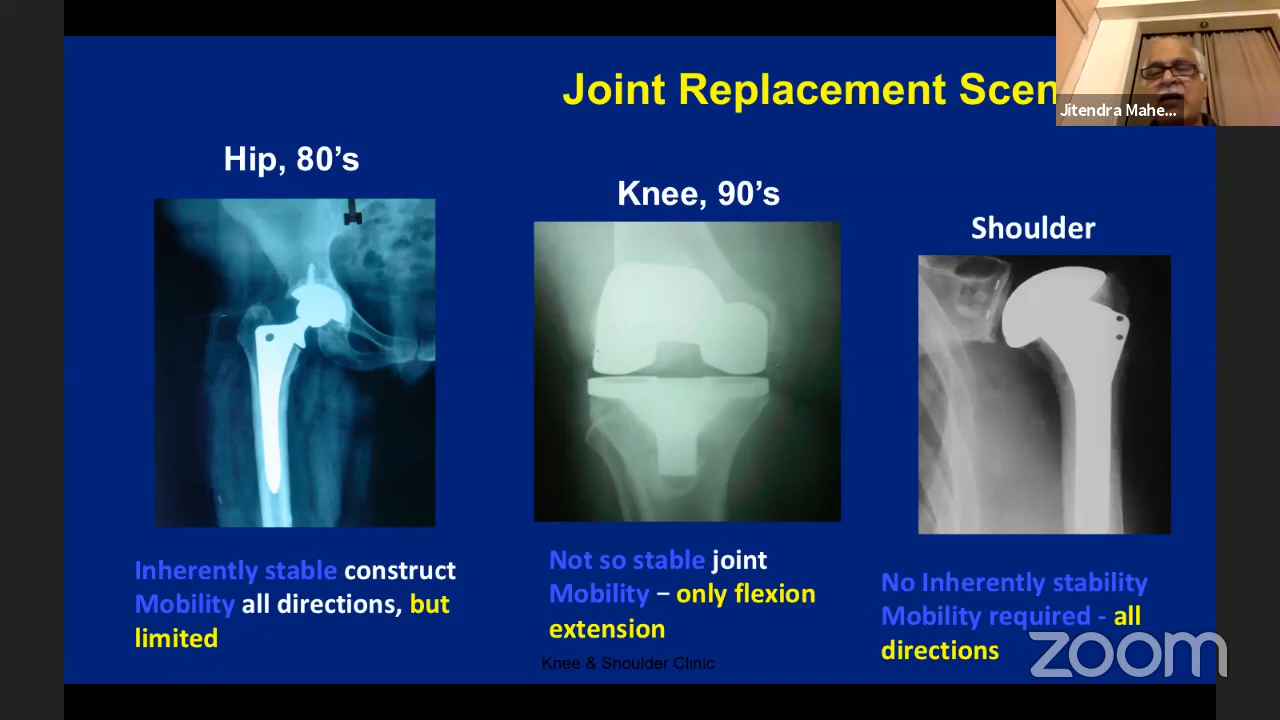 Joint Replacement Scen
Jitendra Mahe...
Hip, 80’s
Knee, 90’s
Shoulder
Inherently stable construct
Mobility all directions, but
limited
Not so stable joint
Mobility – only flexion
extension
No Inherently stability
Mobility required - all
directions
Knee & Shoulder Clinic
zoom